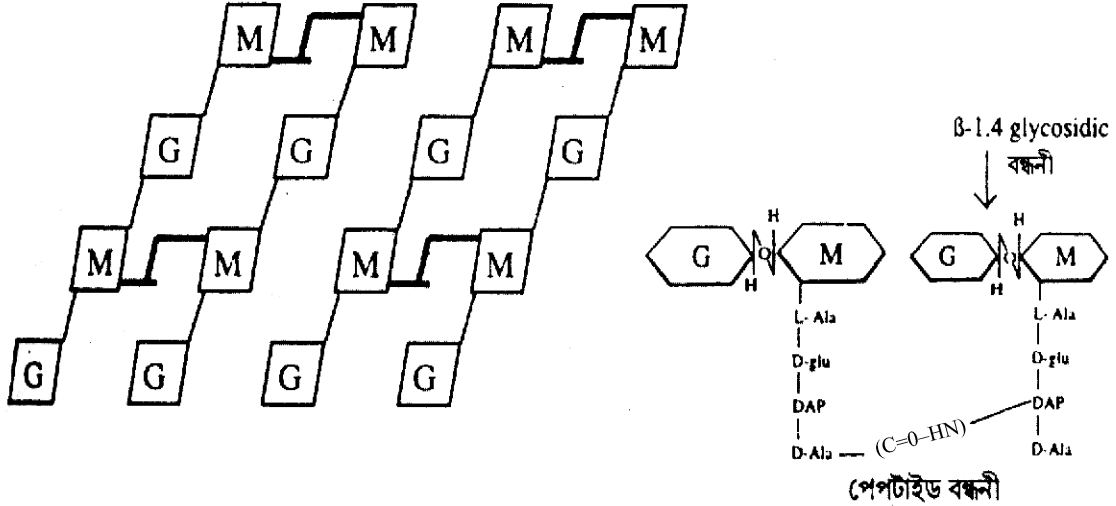 M M M M
G G G G
M M M M
G G G G
ß-1.4 glycosidic
বন্ধনী
H H
G O M G O M
H H
L- Ala L- Ala
D-glu D-glu
DAP DAP
D-Ala — (C=0–HN) D-Ala
পেপটাইড বন্ধনী